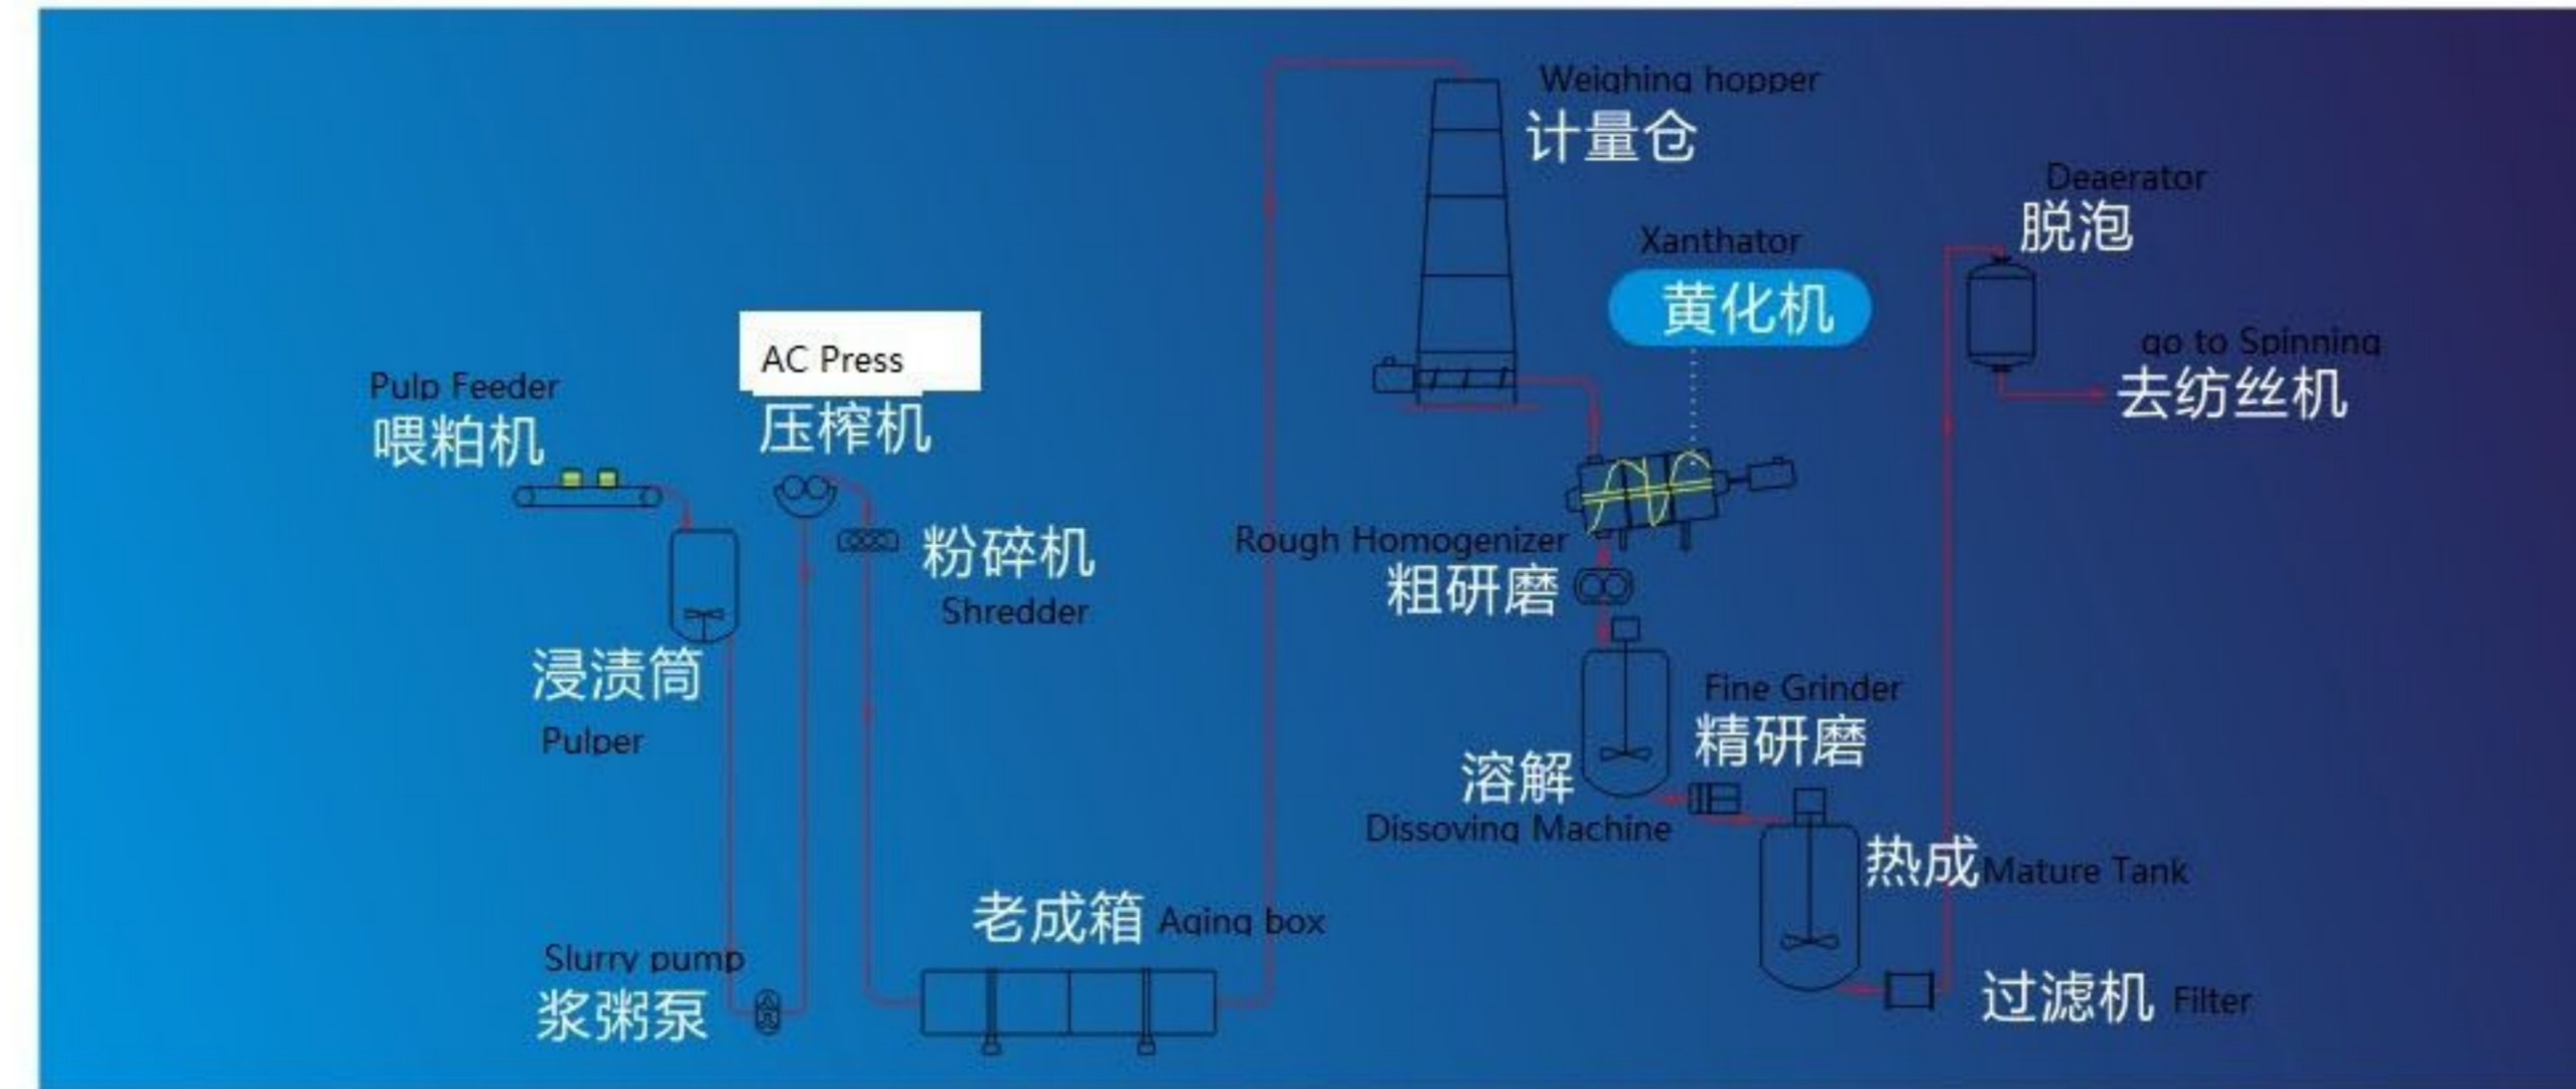 Pulp Feeder
喂粕机
浸渍筒
Pulper
Slurry pump
浆粥泵
AC Press
压榨机
粉碎机
Shredder
老成箱 Aging box
Weighing hopper
计量仓
Xanthator
黄化机
Rough Homogenizer
粗研磨
溶解
Dissoving Machine
Fine Grinder
精研磨
热成 Mature Tank
过滤机 Filter
Deaerator
脱泡
go to Spinning
去纺丝机